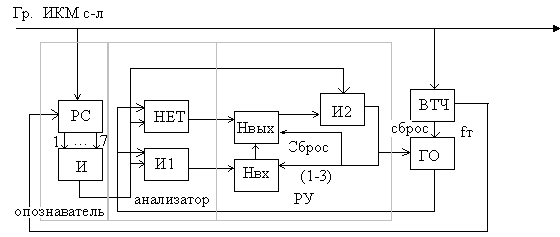 Гр. ИКМ с-л
РС
1 ... 7
И
НЕТ
И1
Нвых
Нвх
И2
Сброс
(1-3)
ВТЧ
сброс
fт
ГО
опознаватель
анализатор
РУ